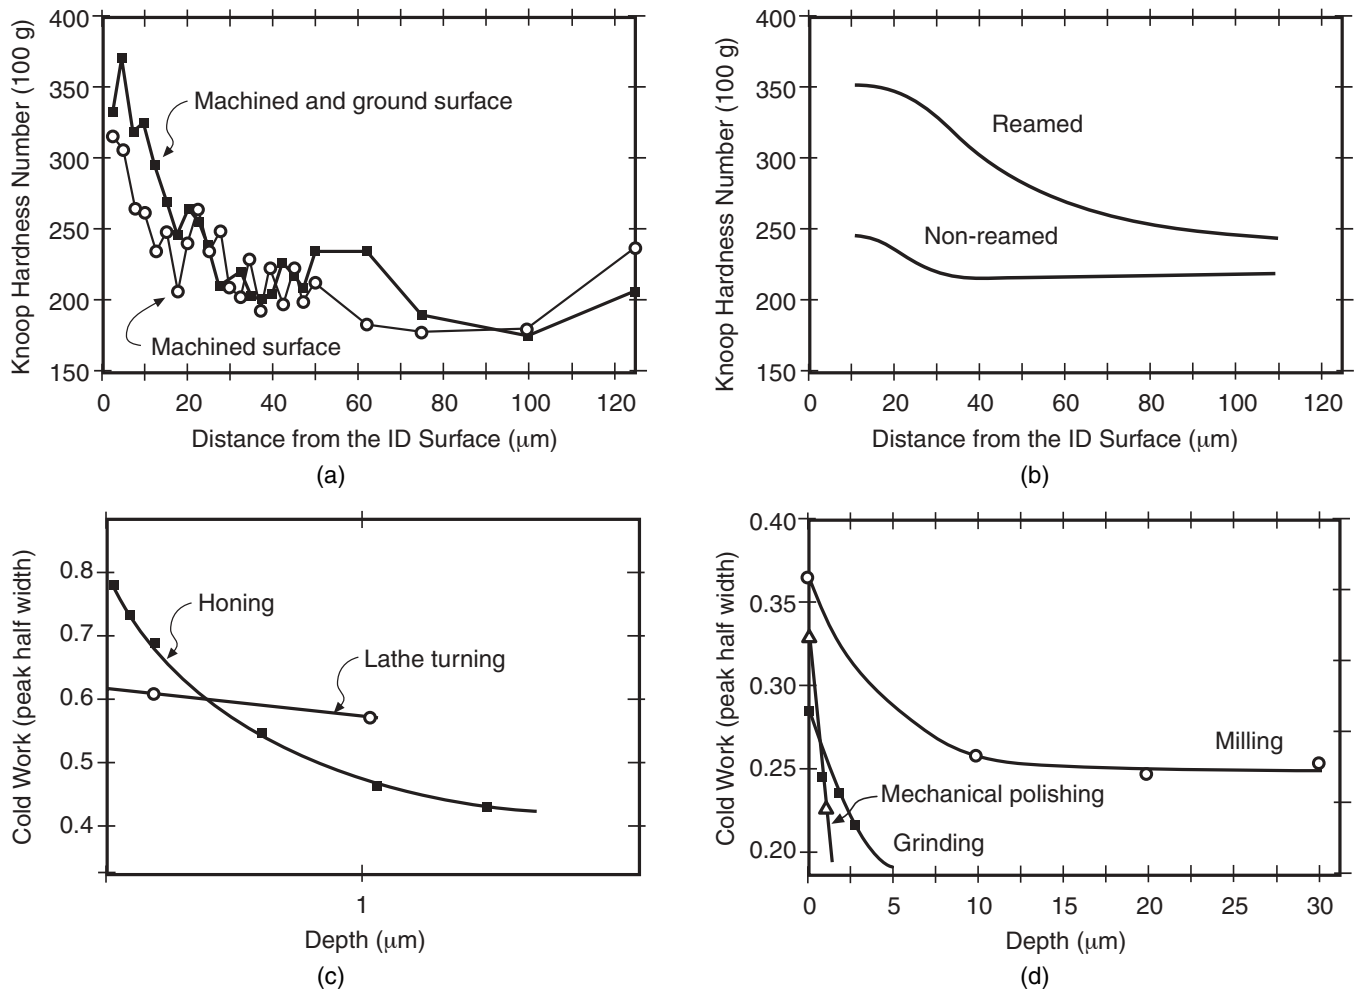 400
350
300
250
200
150
Knoop Hardness Number (100 g)
Machined and ground surface
Machined surface
0 20 40 60 80 100 120
Distance from the ID Surface (μm)
(a)
400
350
300
250
200
150
Knoop Hardness Number (100 g)
Reamed
Non-reamed
0 20 40 60 80 100 120
Distance from the ID Surface (μm)
(b)
0.8
0.7
0.6
0.5
0.4
Cold Work (peak half width)
Honing
Lathe turning
1
Depth (μm)
(c)
0.40
0.35
0.30
0.25
0.20
Cold Work (peak half width)
Milling
Mechanical polishing
Grinding
0 5 10 15 20 25 30
Depth (μm)
(d)